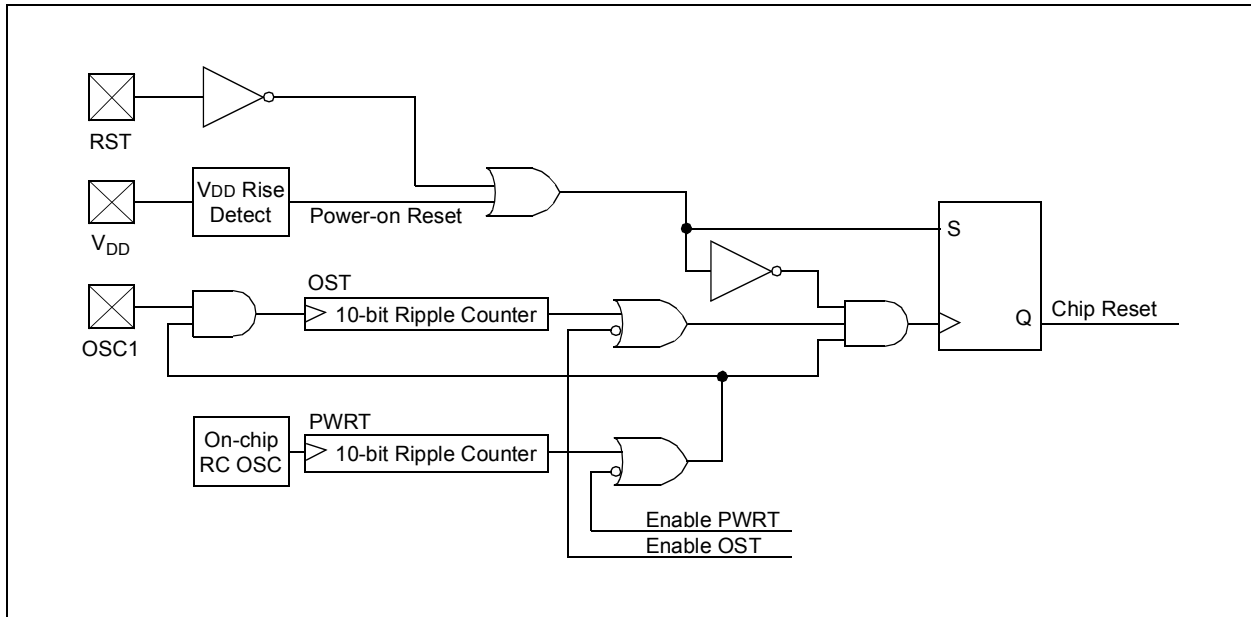 RST
VDD Rise
Detect
Power-on Reset
VDD
S
OST
10-bit Ripple Counter
OSC1
Q
Chip Reset
PWRT
On-chip
RC OSC
10-bit Ripple Counter
Enable PWRT
Enable OST